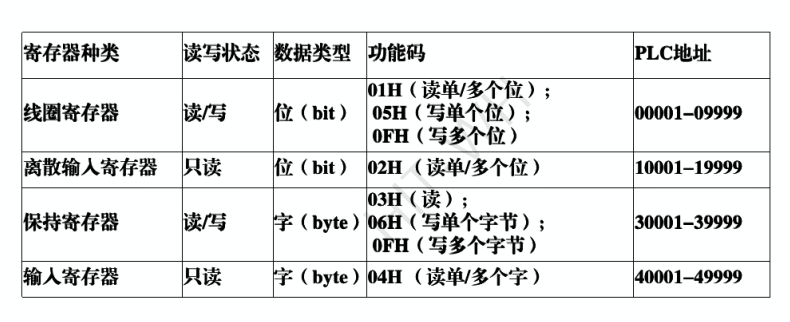 寄存器种类 读写状态 数据类型 功能码 PLC地址
线圈寄存器 读/写 位（bit） 01H（读单/多个位）; 00001-09999
05H（写单个位）;
0FH（写多个位）
离散输入寄存器 只读 位（bit） 02H（读单/多个位） 10001-19999
保持寄存器 读/写 字（byte） 03H（读）; 30001-39999
06H（写单个字节）;
0FH（写多个字节）
输入寄存器 只读 字（byte） 04H （读单/多个字） 40001-49999